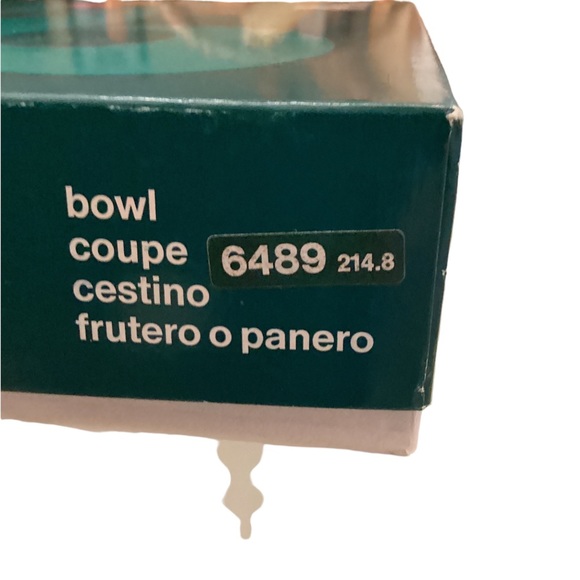 bowl
coupe
6489 214.8
cestino
frutero o panero